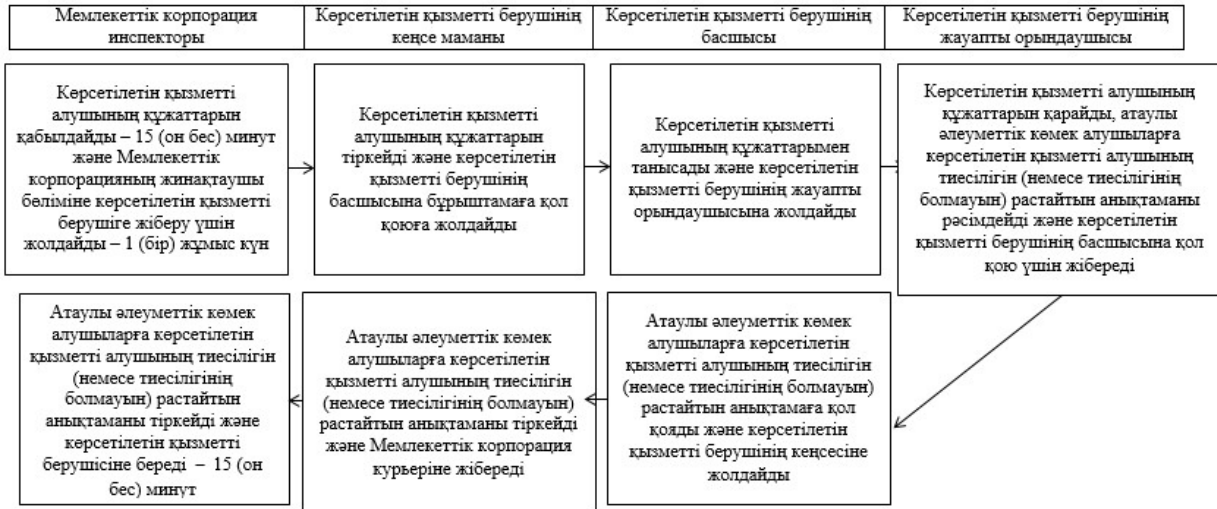 Мемлекеттік корпорация
инспекторы
Көрсетілетін қызметті берушінің
кеңсе маманы
Көрсетілетін қызметті берушінің
басшысы
Көрсетілетін қызметті берушінің
жауапты орындаушысы
Көрсетілетін қызметті
алушының құжаттарын
қабылдайды – 15 (он бес) минут
және Мемлекеттік
корпорацияның жинақтаушы
бөліміне көрсетілетін қызметті
берушіге жіберу үшін
жолдайды – 1 (бір) жұмыс күн
Көрсетілетін қызметті
алушының құжаттарын
тіркейді және көрсетілетін
қызметті берушінің
басшысына бұрыштамаға қол
қоюға жолдайды
Көрсетілетін қызметті
алушының құжаттарымен
танысады және көрсетілетін
қызметті берушінің жауапты
орындаушысына жолдайды
Көрсетілетін қызметті алушының
құжаттарын қарайды, атаулы
әлеуметтік көмек алушыларға
көрсетілетін қызметті алушының
тиесілігін (немесе тиесілігінің
болмауын) растайтын анықтаманы
рәсімдейді және көрсетілетін
қызметті берушінің басшысына қол
қою үшін жібереді
Атаулы әлеуметтік көмек
алушыларға көрсетілетін
қызметті алушының тиесілігін
(немесе тиесілігінің
болмауын) растайтын
анықтаманы тіркейді және
көрсетілетін қызметті
берушісіне береді – 15 (он
бес) минут
Атаулы әлеуметтік көмек
алушыларға көрсетілетін
қызметті алушының тиесілігін
(немесе тиесілігінің болмауын)
растайтын анықтаманы тіркейді
және Мемлекеттік корпорация
курьеріне жібереді
Атаулы әлеуметтік көмек
алушыларға көрсетілетін
қызметті алушының тиесілігін
(немесе тиесілігінің болмауын)
растайтын анықтамаға қол
қояды және көрсетілетін
қызметті берушінің кеңсесіне
жолдайды